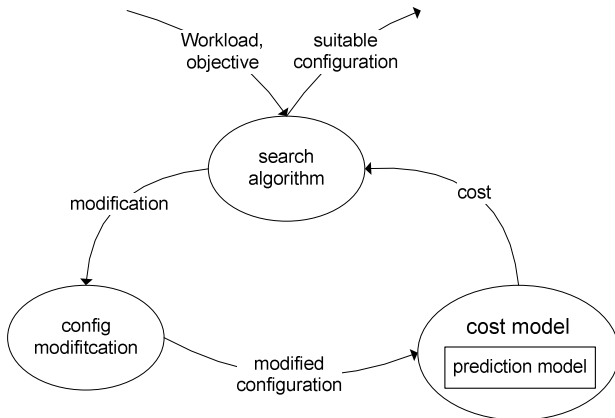 Workload,
objective
suitable
configuration
search
algorithm
modification
cost
config
modifitcation
modified
configuration
cost model
prediction model